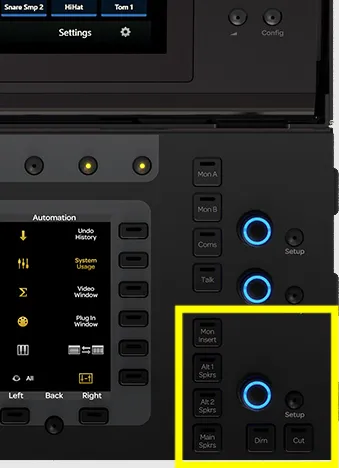 Snare Smp 2 HiHat Tom 1
Settings
Config
Mon A
Mon B
Coms
Talk
Setup
Automation
Undo
History
System
Usage
Video
Window
Plug In
Window
All
Left Back Right
Mon
Insert
Alt 1
Spkrs
Alt 2
Spkrs
Main
Spkrs
Setup
Dim
Cut